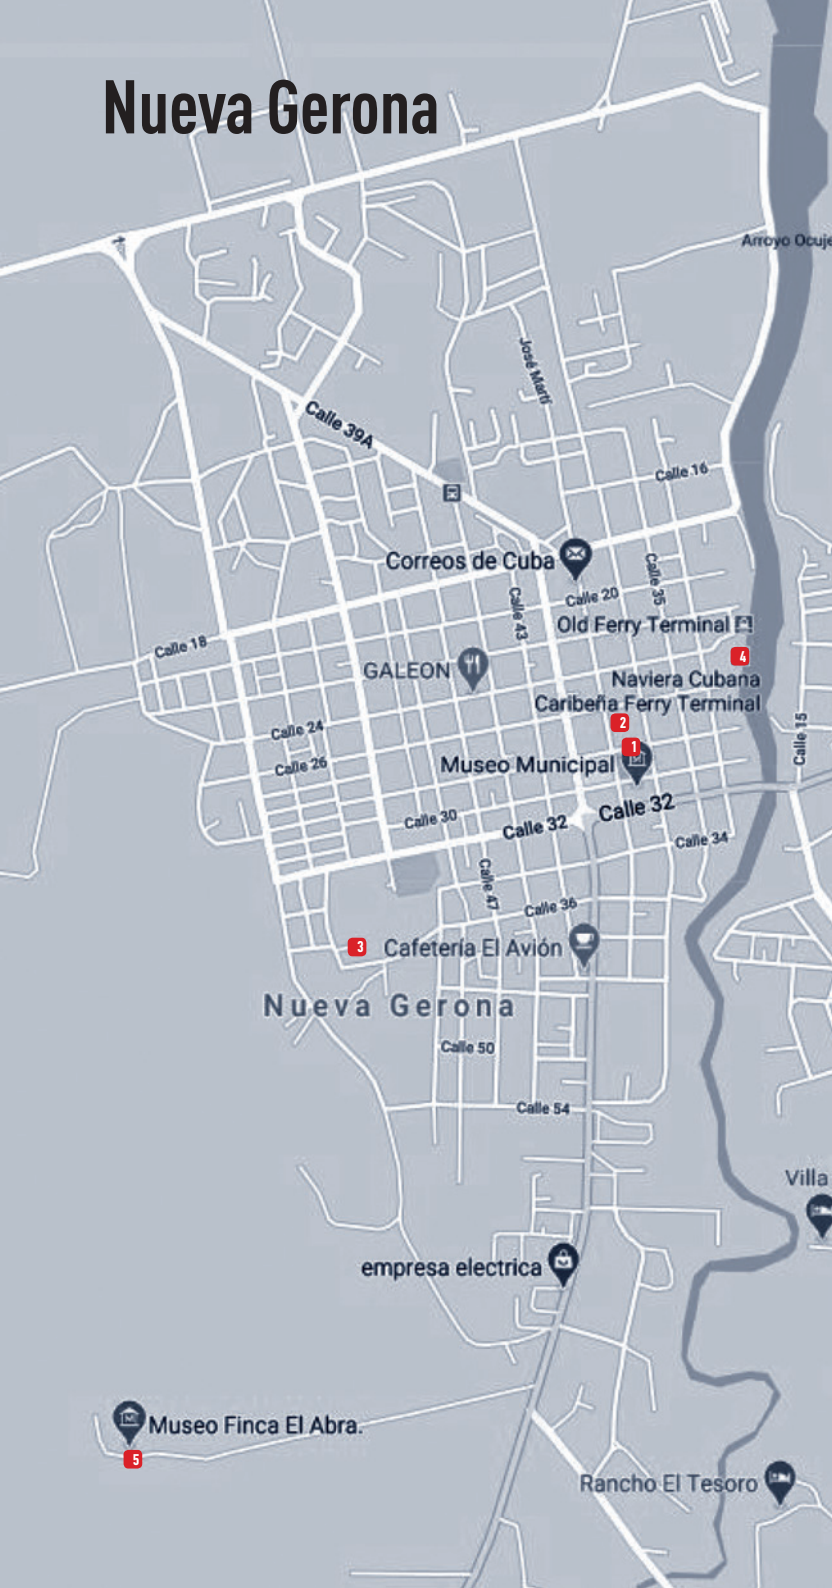 Nueva Gerona
Arroyo Ocuje
José Martí
Calle 39A
Calle 16
Correos de Cuba
Calle 35
Calle 20
Calle 43
Old Ferry Terminal
Calle 18
4
GALEON
Naviera Cubana
Caribeña Ferry Terminal
2
Calle 24
Calle 15
1
Calle 26
Museo Municipal
Calle 32
Calle 30
Calle 32
Calle 34
Calle 47
Calle 36
3
Cafetería El Avión
Nueva Gerona
Calle 50
Calle 54
Villa
empresa electrica
Museo Finca El Abra.
5
Rancho El Tesoro